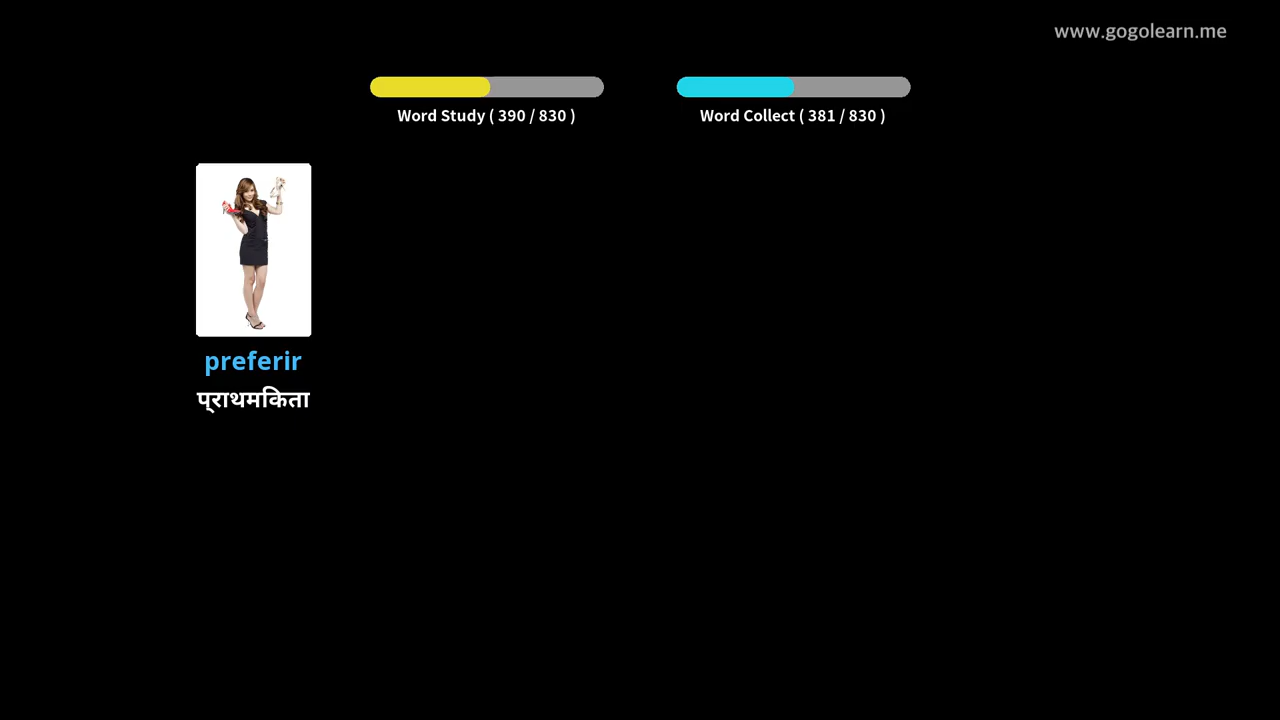 www.gogolearn.me
Word Study ( 390 / 830 )
Word Collect ( 381 / 830 )
preferir
प्राथमकिता